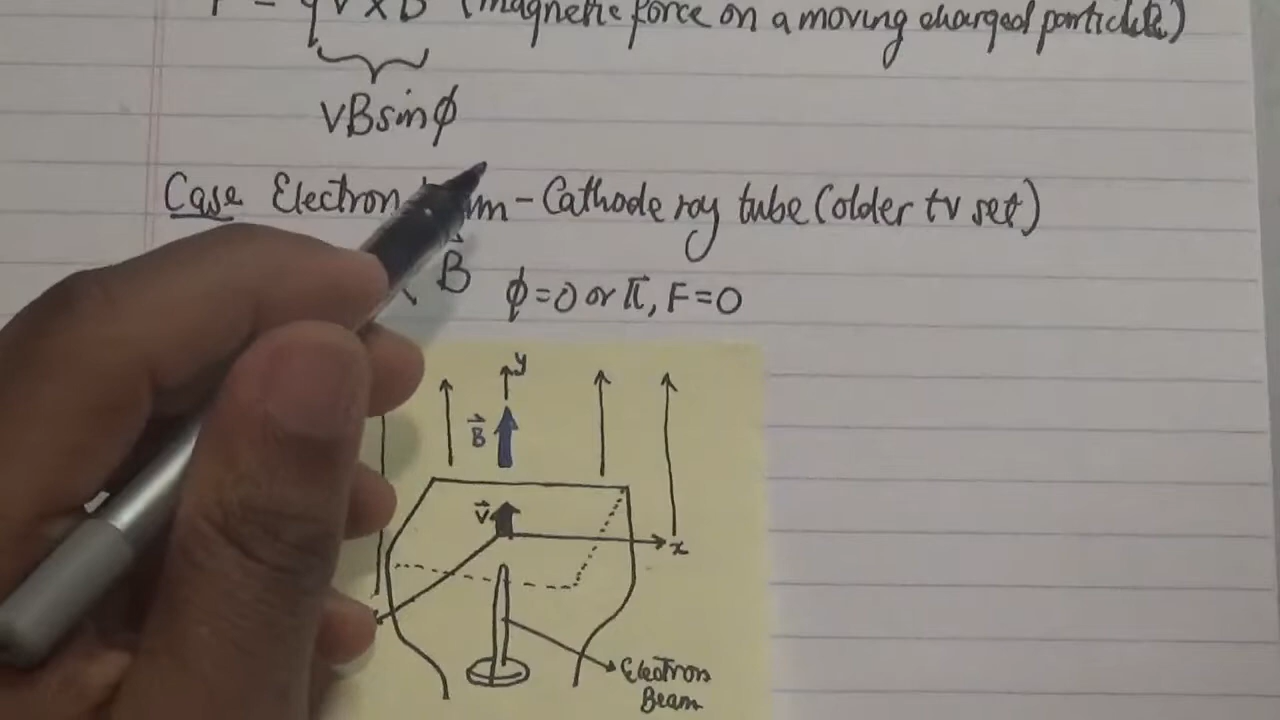 F = qv x B (magnetic force on a moving charged particle)
vBsinϕ
Case Electron - Cathode ray tube (older tv set)
B⃗ ϕ=0 or π, F=0
y
B⃗
v⃗
x
Electron
Beam